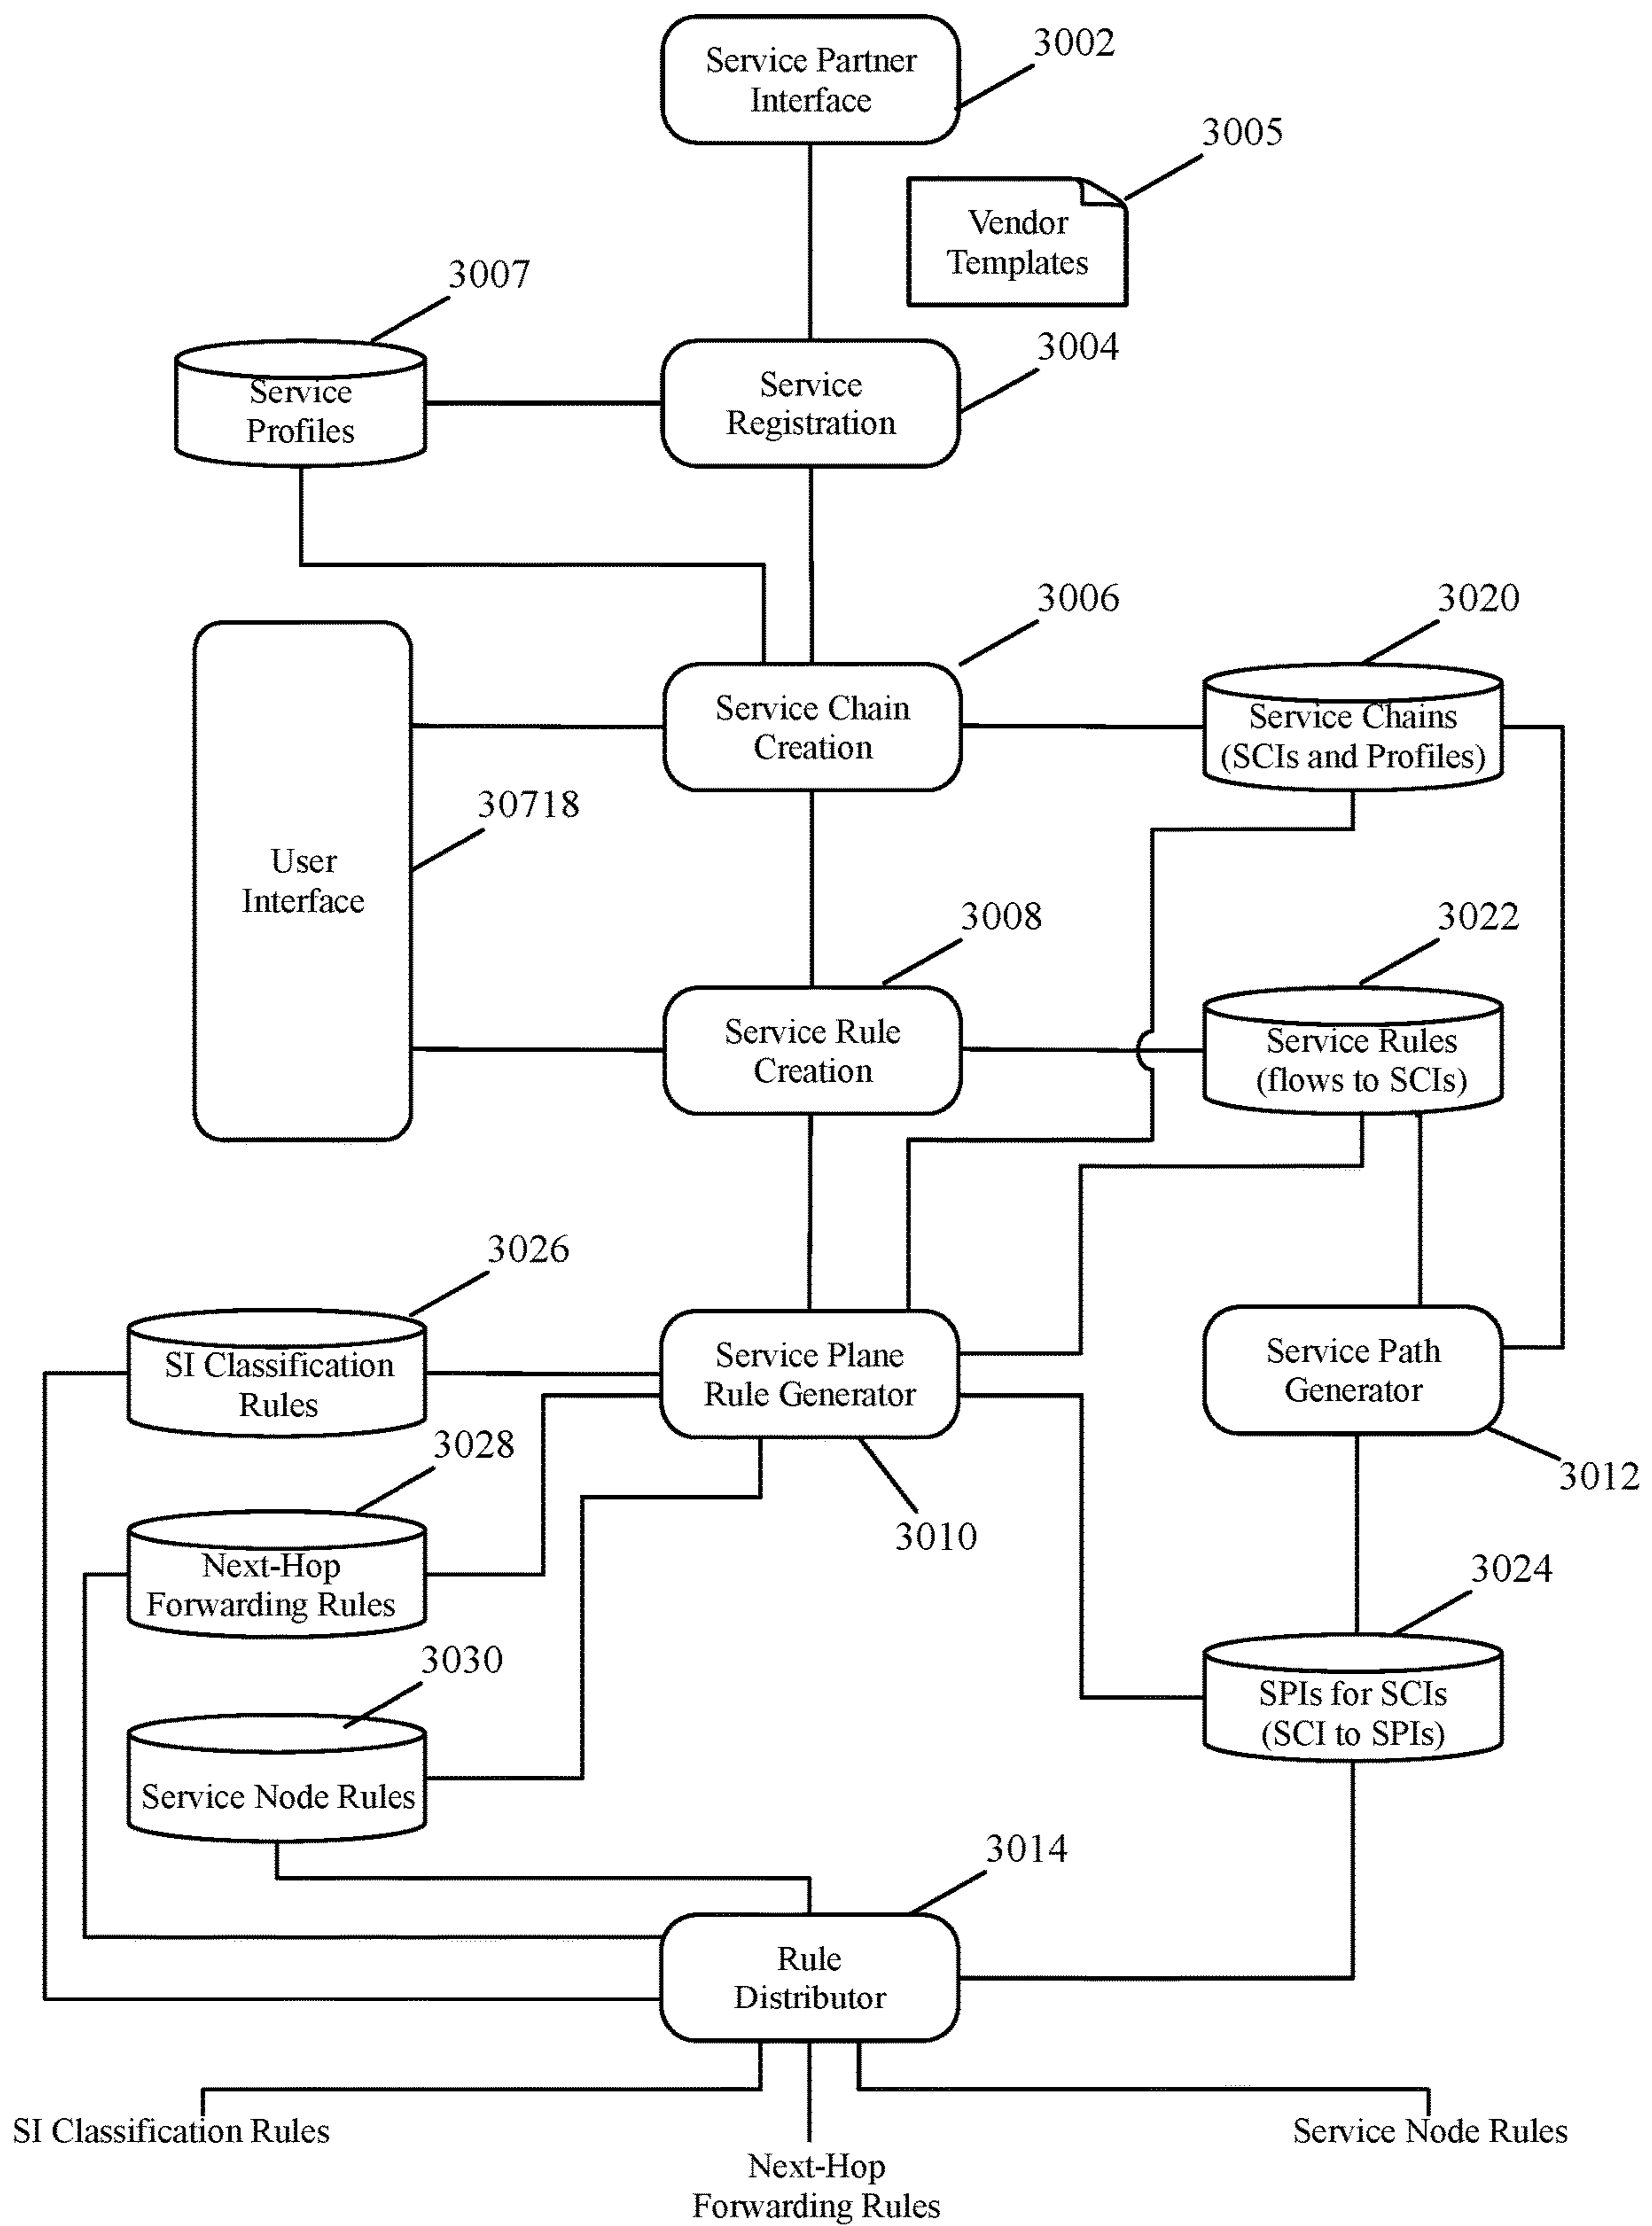 Service Partner
Interface
3002
3005
Vendor
Templates
3007
Service
Profiles
3004
Service
Registration
3006
3020
Service Chain
Creation
Service Chains
(SCIs and Profiles)
30718
User
Interface
3008
3022
Service Rule
Creation
Service Rules
(flows to SCIs)
3026
SI Classification
Rules
Service Plane
Rule Generator
Service Path
Generator
3028
3012
3010
Next-Hop
Forwarding Rules
3024
3030
SPIs for SCIs
(SCI to SPIs)
Service Node Rules
3014
Rule
Distributor
SI Classification Rules
Service Node Rules
Next-Hop
Forwarding Rules